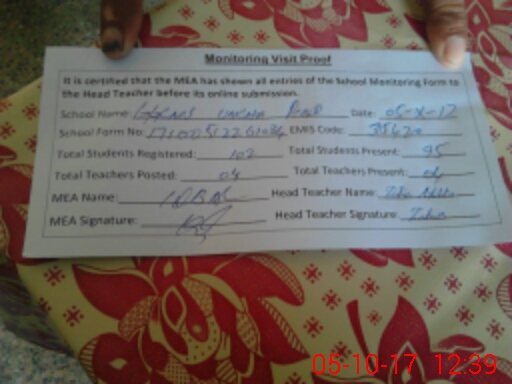 Monitoring Visit Proof
It is certified that the MEA has shown all entries of the School Monitoring Form to
the Head Teacher before its online submission.
School Name: Date: 05-X-17
School Form No: EMIS Code:
Total Students Registered: 102 Total Students Present: 95
Total Teachers Posted: 04 Total Teachers Present: 04
MEA Name: IQBAL Head Teacher Name:
MEA Signature: Head Teacher Signature:
05-10-17 12:39